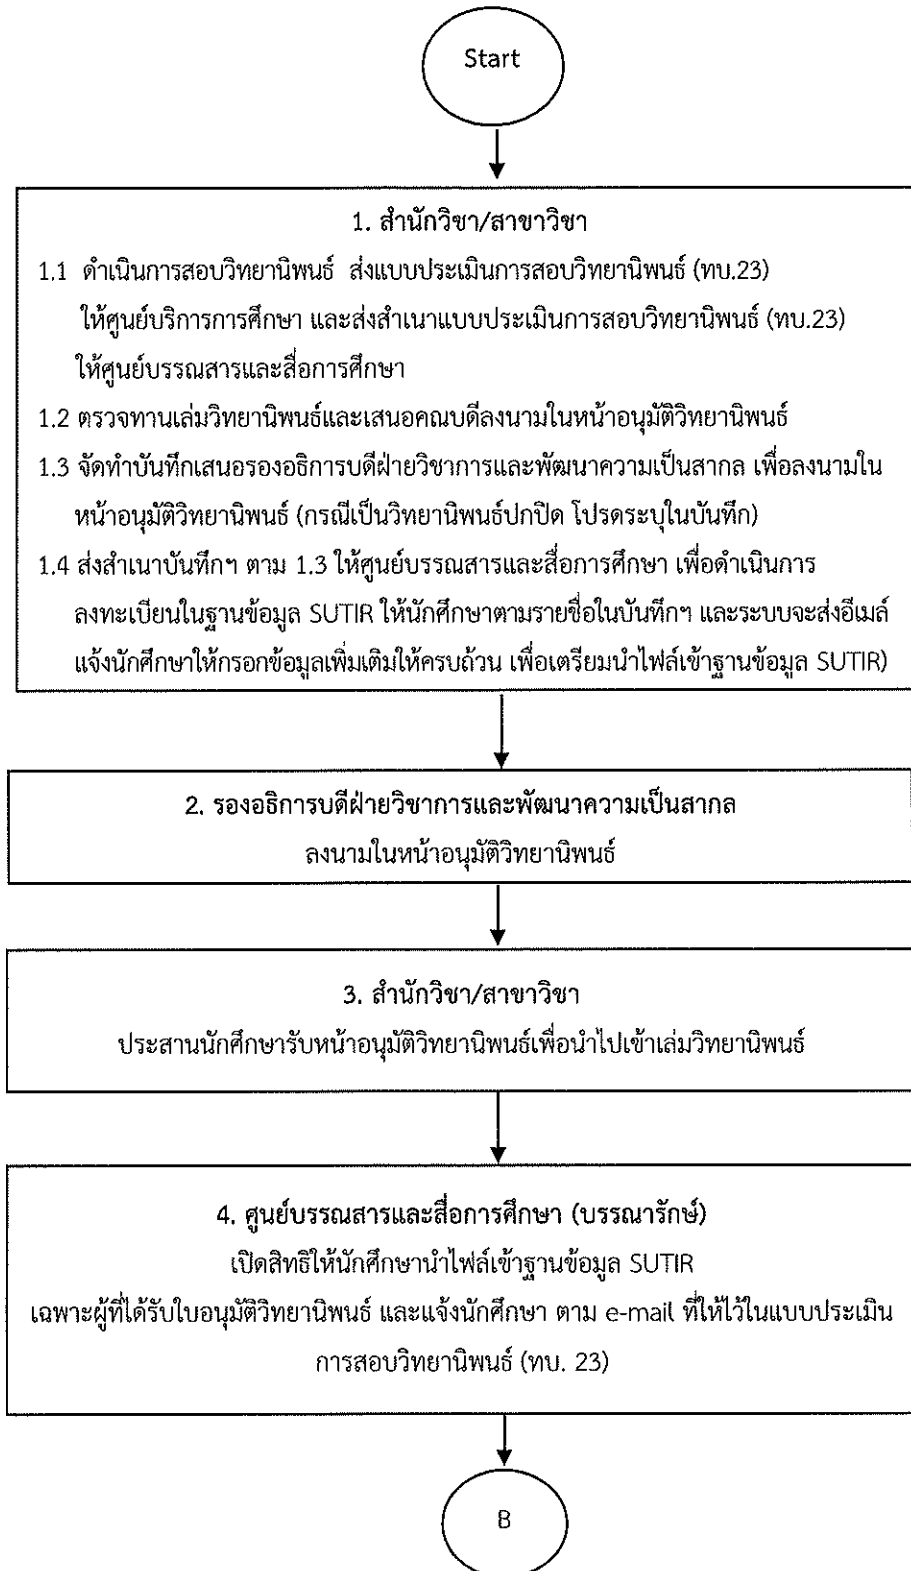 Start
1. สำนักวิชา/สาขาวิชา
1.1 ดำเนินการสอบวิทยานิพนธ์ ส่งแบบประเมินการสอบวิทยานิพนธ์ (ทบ.23)
ให้ศูนย์บริการการศึกษา และส่งสำเนาแบบประเมินการสอบวิทยานิพนธ์ (ทบ.23)
ให้ศูนย์บรรณสารและสื่อการศึกษา
1.2 ตรวจทานเล่มวิทยานิพนธ์และเสนอคณบดีลงนามในหน้าอนุมัติวิทยานิพนธ์
1.3 จัดทำบันทึกเสนอรองอธิการบดีฝ่ายวิชาการและพัฒนาความเป็นสากล เพื่อลงนามใน
หน้าอนุมัติวิทยานิพนธ์ (กรณีเป็นวิทยานิพนธ์ปกปิด โปรดระบุในบันทึก)
1.4 ส่งสำเนาบันทึกฯ ตาม 1.3 ให้ศูนย์บรรณสารและสื่อการศึกษา เพื่อดำเนินการ
ลงทะเบียนในฐานข้อมูล SUTIR ให้นักศึกษาตามรายชื่อในบันทึกฯ และระบบจะส่งอีเมล์
แจ้งนักศึกษาให้กรอกข้อมูลเพิ่มเติมให้ครบถ้วน เพื่อเตรียมนำไฟล์เข้าฐานข้อมูล SUTIR)
2. รองอธิการบดีฝ่ายวิชาการและพัฒนาความเป็นสากล
ลงนามในหน้าอนุมัติวิทยานิพนธ์
3. สำนักวิชา/สาขาวิชา
ประสานนักศึกษารับหน้าอนุมัติวิทยานิพนธ์เพื่อนำไปเข้าเล่มวิทยานิพนธ์
4. ศูนย์บรรณสารและสื่อการศึกษา (บรรณารักษ์)
เปิดสิทธิให้นักศึกษานำไฟล์เข้าฐานข้อมูล SUTIR
เฉพาะผู้ที่ได้รับใบอนุมัติวิทยานิพนธ์ และแจ้งนักศึกษา ตาม e-mail ที่ให้ไว้ในแบบประเมิน
การสอบวิทยานิพนธ์ (ทบ. 23)
B